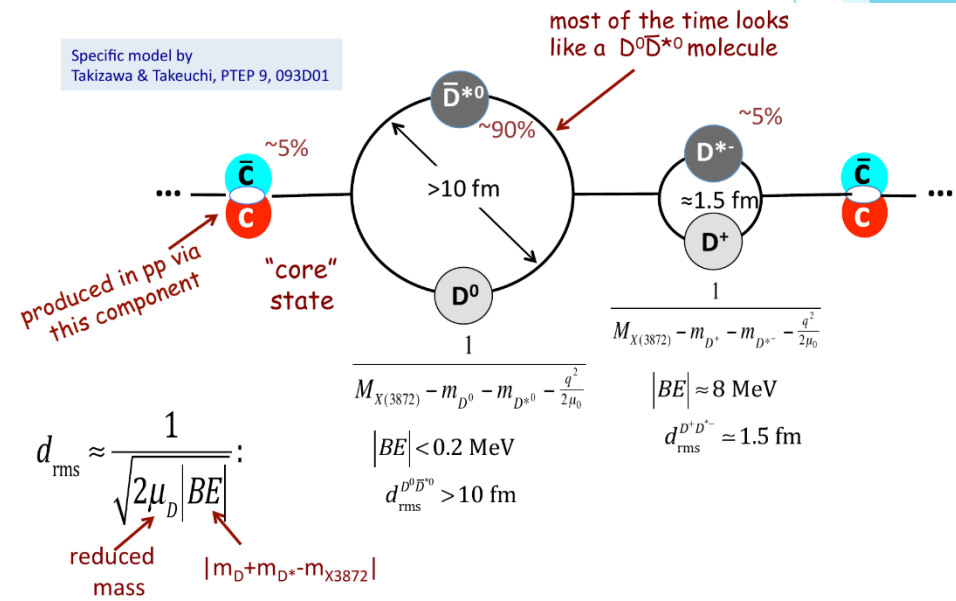 Specific model by
Takizawa & Takeuchi, PTEP 9, 093D01
most of the time looks
like a D⁰D̅*⁰ molecule
~5%
c̅
c
...
D̅*⁰
~90%
>10 fm
D⁰
~5%
D*⁻
≈1.5 fm
D⁺
c̅
c
...
produced in pp via
this component
"core"
state
1
M_X(3872) − m_D⁰ − m_D*⁰ − q²/2μ₀
|BE| < 0.2 MeV
d_rms^D⁰D̅*⁰ > 10 fm
1
M_X(3872) − m_D⁺ − m_D*⁻ − q²/2μ₀
|BE| ≈ 8 MeV
d_rms^D⁺D*⁻ ≃ 1.5 fm
d_rms ≈ 1/√(2μ_D|BE|) :
reduced
mass
|m_D+m_D*-m_X3872|